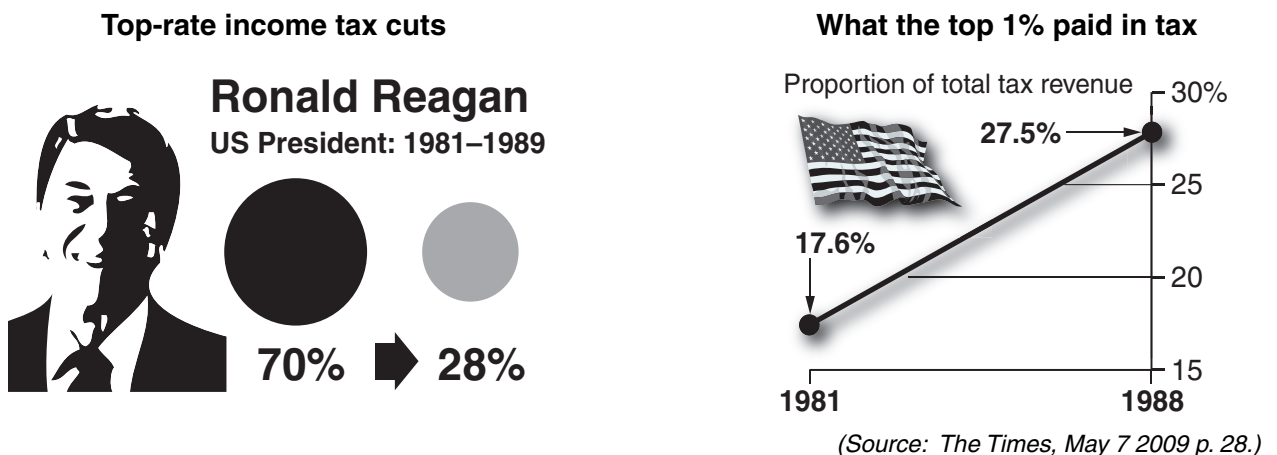 Top-rate income tax cuts
Ronald Reagan
US President: 1981–1989
70%
28%
What the top 1% paid in tax
Proportion of total tax revenue
30%
27.5%
25
17.6%
20
15
1981
1988
(Source: The Times, May 7 2009 p. 28.)